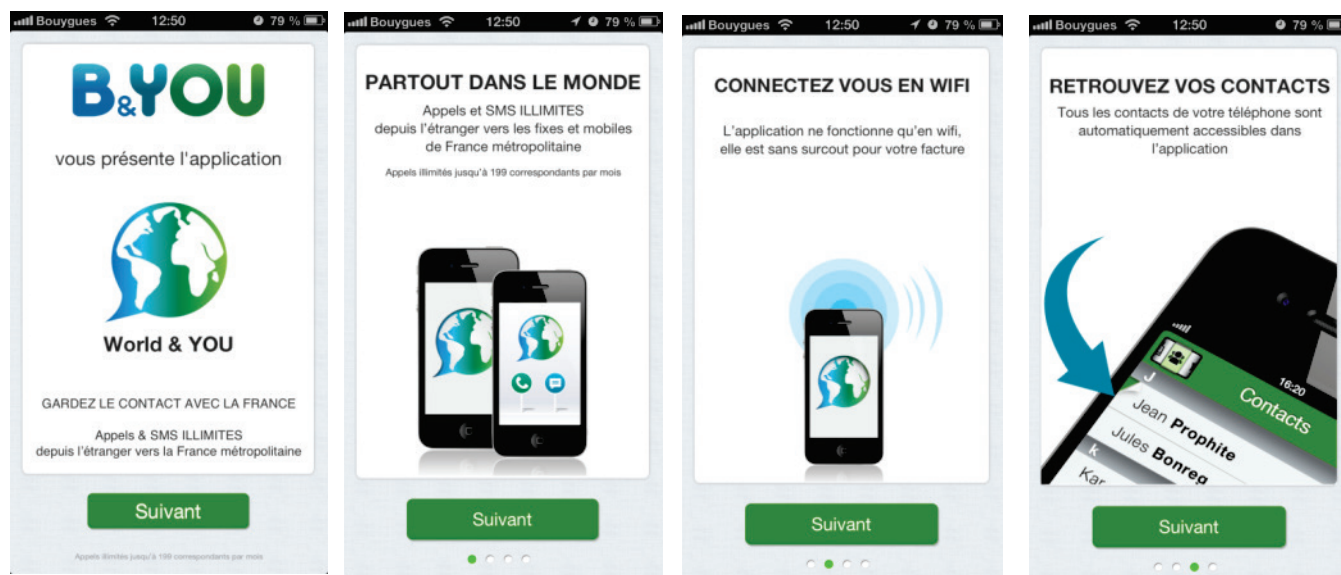 Bouygues 12:50 79 %
B&YOU
vous présente l'application
World & YOU
GARDEZ LE CONTACT AVEC LA FRANCE
Appels & SMS ILLIMITES
depuis l'étranger vers la France métropolitaine
Suivant
Appels illimités jusqu'à 199 correspondants par mois
Bouygues 12:50 79 %
PARTOUT DANS LE MONDE
Appels et SMS ILLIMITES
depuis l'étranger vers les fixes et mobiles
de France métropolitaine
Appels illimités jusqu'à 199 correspondants par mois
Suivant
Bouygues 12:50 79 %
CONNECTEZ VOUS EN WIFI
L'application ne fonctionne qu'en wifi,
elle est sans surcout pour votre facture
Suivant
Bouygues 12:50 79 %
RETROUVEZ VOS CONTACTS
Tous les contacts de votre téléphone sont
automatiquement accessibles dans
l'application
16:20
Contacts
J
Jean Prophite
Jules Bonreg
k
Kar
Suivant